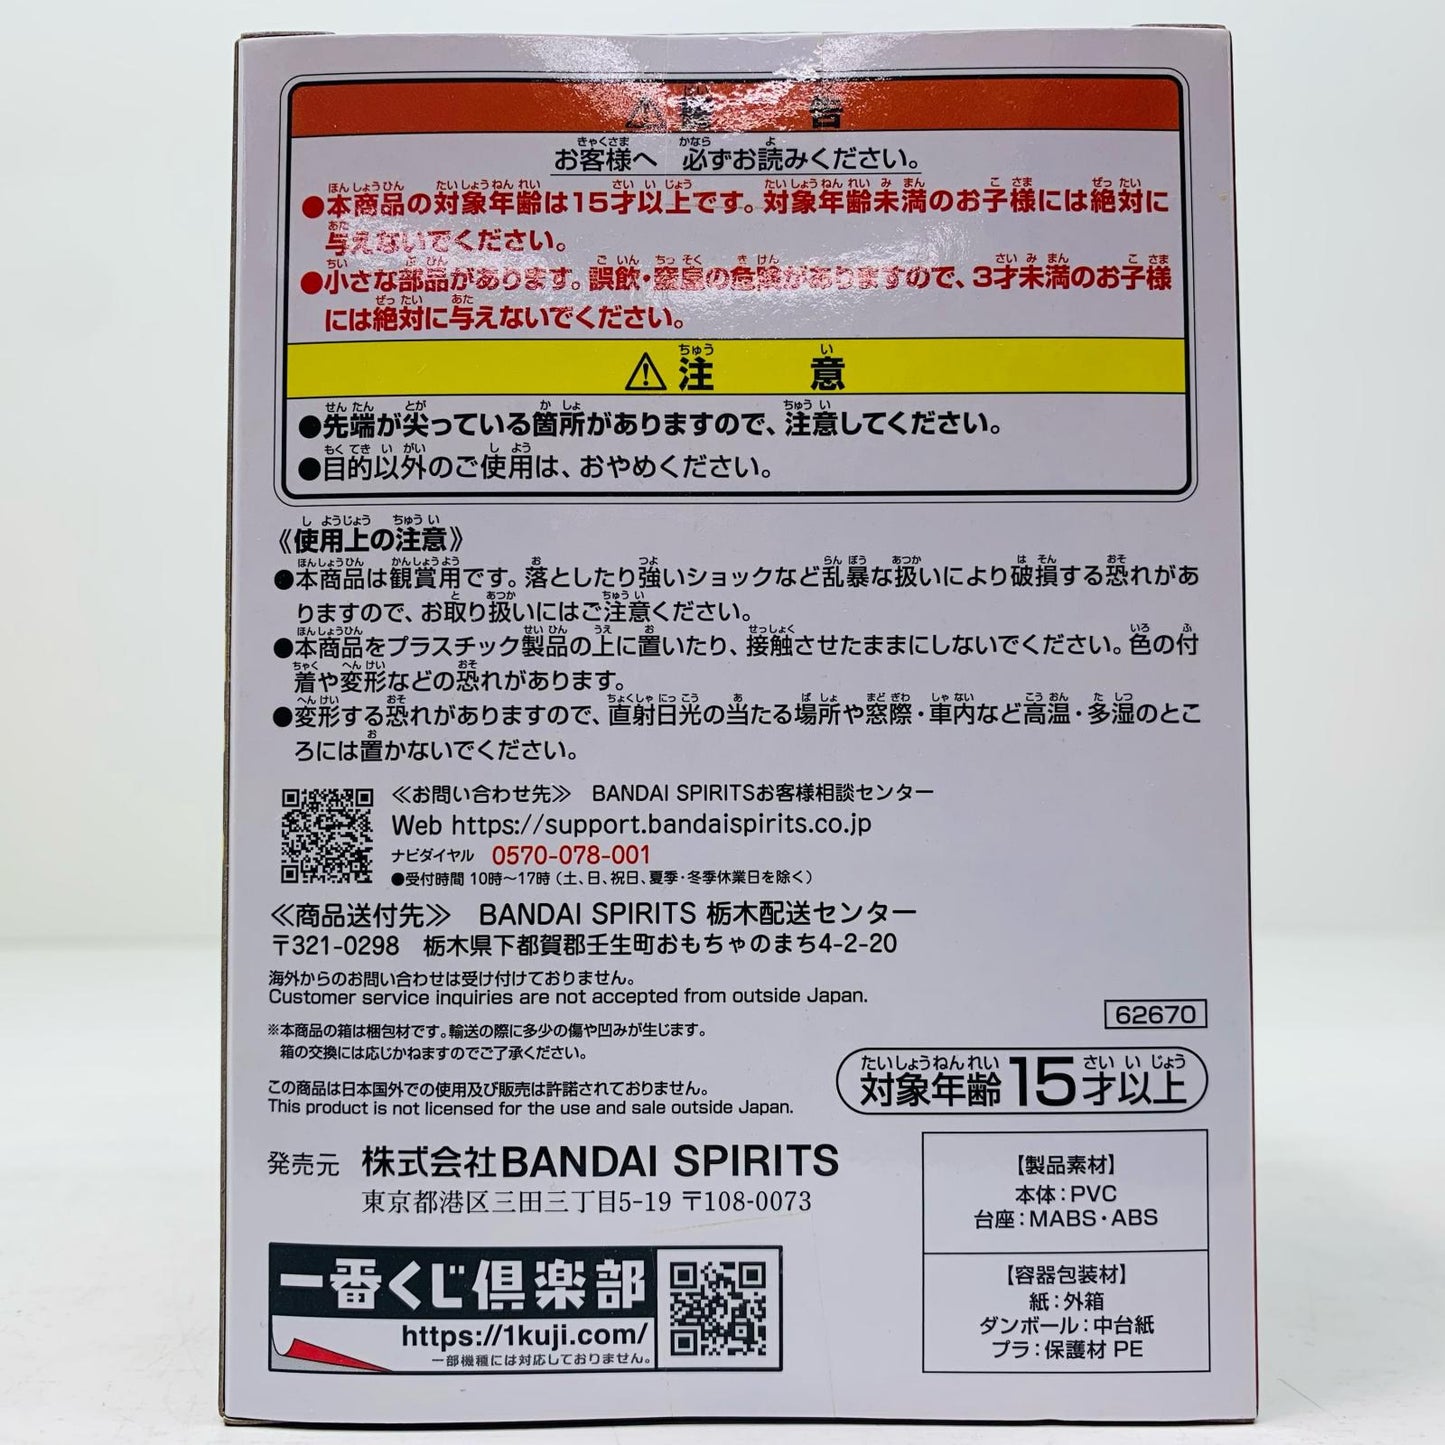 ⚠警 告
お客様へ 必ずお読みください。
●本商品の対象年齢は15才以上です。対象年齢未満のお子様には絶対に
与えないでください。
●小さな部品があります。誤飲・窒息の危険がありますので、3才未満のお子様
には絶対に与えないでください。
⚠注 意
●先端が尖っている箇所がありますので、注意してください。
●目的以外のご使用は、おやめください。
《使用上の注意》
●本商品は観賞用です。落としたり強いショックなど乱暴な扱いにより破損する恐れがあ
りますので、お取り扱いにはご注意ください。
●本商品をプラスチック製品の上に置いたり、接触させたままにしないでください。色の付
着や変形などの恐れがあります。
●変形する恐れがありますので、直射日光の当たる場所や窓際・車内など高温・多湿のとこ
ろには置かないでください。
≪お問い合わせ先≫ BANDAI SPIRITSお客様相談センター
Web https://support.bandaispirits.co.jp
ナビダイヤル 0570-078-001
●受付時間 10時〜17時（土、日、祝日、夏季・冬季休業日を除く）
≪商品送付先≫ BANDAI SPIRITS 栃木配送センター
〒321-0298 栃木県下都賀郡壬生町おもちゃのまち4-2-20
海外からのお問い合わせは受け付けておりません。
Customer service inquiries are not accepted from outside Japan.
62670
※本商品の箱は梱包材です。輸送の際に多少の傷や凹みが生じます。
箱の交換には応じかねますのでご了承ください。
対象年齢15才以上
この商品は日本国外での使用及び販売は許諾されておりません。
This product is not licensed for the use and sale outside Japan.
発売元 株式会社BANDAI SPIRITS
東京都港区三田三丁目5-19 〒108-0073
【製品素材】
本体：PVC
台座：MABS・ABS
【容器包装材】
紙：外箱
ダンボール：中台紙
プラ：保護材 PE
一番くじ倶楽部
https://1kuji.com/
一部機種には対応しておりません。